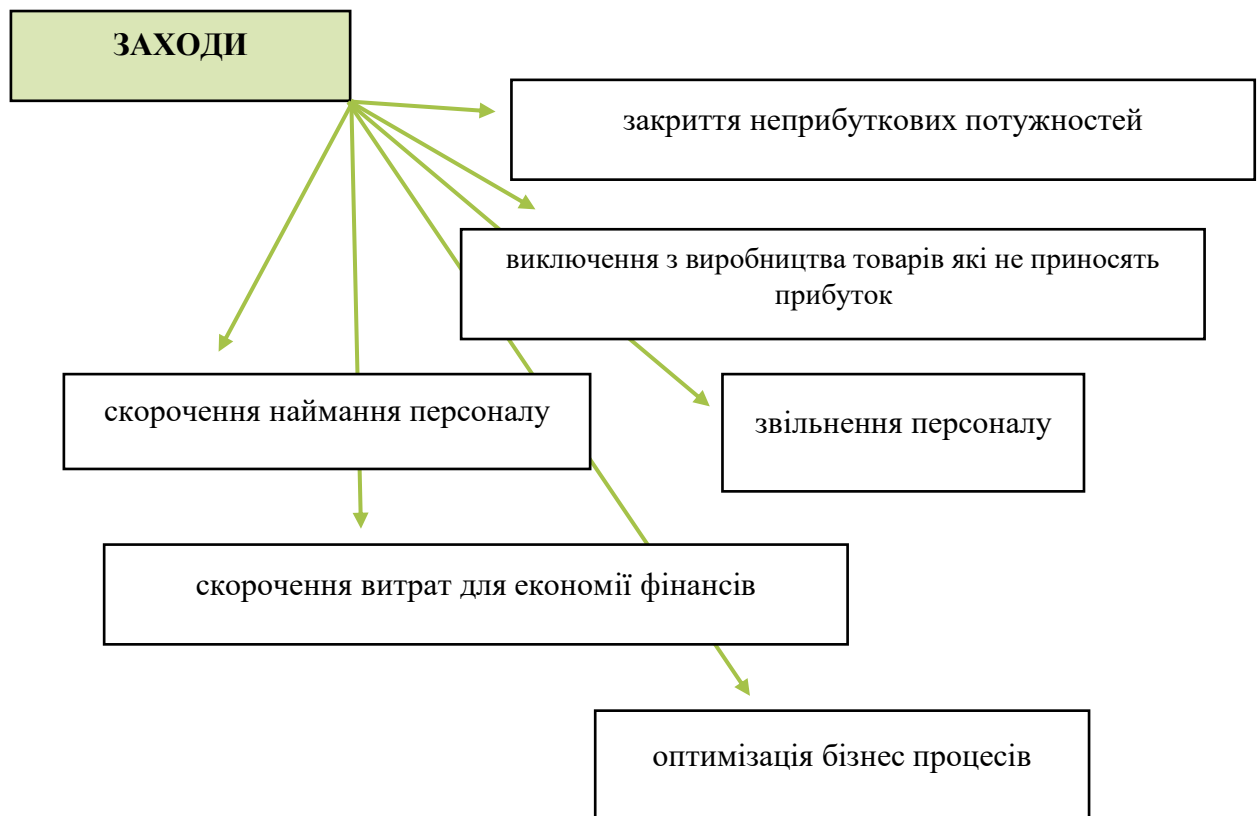 ЗАХОДИ
закриття неприбуткових потужностей
виключення з виробництва товарів які не приносять
прибуток
скорочення наймання персоналу
звільнення персоналу
скорочення витрат для економії фінансів
оптимізація бізнес процесів